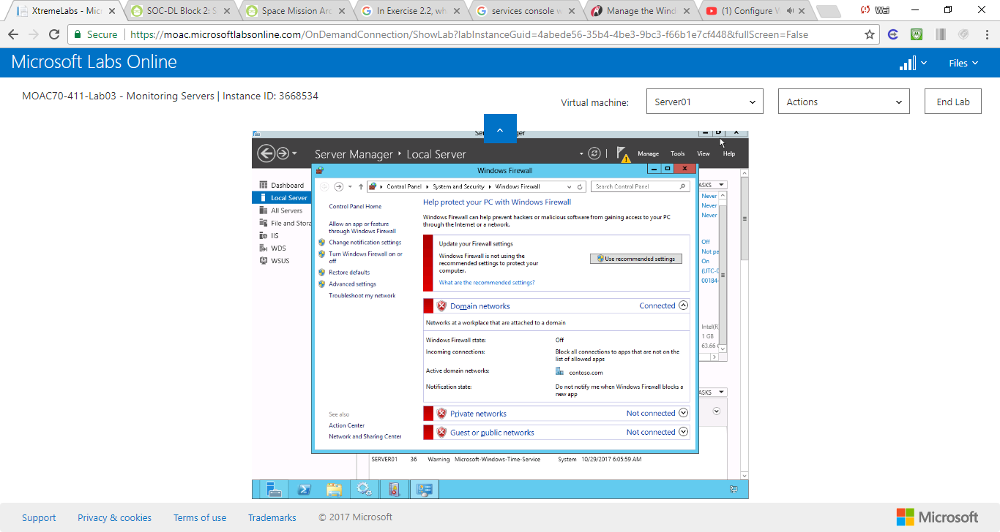 XtremeLabs - Micr
SOC-DL Block 2: S
Space Mission Arc
In Exercise 2.2, wh
services console w
Manage the Wind
(1) Configure W
Wei
Secure | https://moac.microsoftlabsonline.com/OnDemandConnection/ShowLab?labInstanceGuid=4abede56-35b4-4be3-9bc3-f66b1e7cf448&fullScreen=False
Microsoft Labs Online
Files
MOAC70-411-Lab03 - Monitoring Servers | Instance ID: 3668534
Virtual machine:
Server01
Actions
End Lab
Server Manager ‣ Local Server
Manage Tools View Help
Dashboard
Local Server
All Servers
File and Stora
IIS
WDS
WSUS
Windows Firewall
Control Panel ‣ System and Security ‣ Windows Firewall
Search Control Panel
Control Panel Home
Allow an app or feature
through Windows Firewall
Change notification settings
Turn Windows Firewall on or
off
Restore defaults
Advanced settings
Troubleshoot my network
See also
Action Center
Network and Sharing Center
Help protect your PC with Windows Firewall
Windows Firewall can help prevent hackers or malicious software from gaining access to your PC
through the Internet or a network.
Update your Firewall settings
Windows Firewall is not using the
recommended settings to protect your
computer.
What are the recommended settings?
Use recommended settings
Domain networks Connected
Networks at a workplace that are attached to a domain
Windows Firewall state: Off
Incoming connections: Block all connections to apps that are not on the
list of allowed apps
Active domain networks: contoso.com
Notification state: Do not notify me when Windows Firewall blocks a
new app
Private networks Not connected
Guest or public networks Not connected
ASKS
Never
Never
Never
Off
Not pa
On
(UTC-0
00184-
Intel(R
1 GB
63.66
ASKS
SERVER01 36 Warning Microsoft-Windows-Time-Service System 10/29/2017 6:05:59 AM
Support Privacy & cookies Terms of use Trademarks © 2017 Microsoft
Microsoft